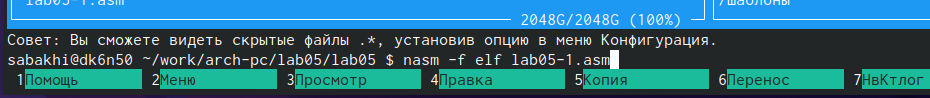 lab05-1.asm
/шаблоны
2048G/2048G (100%)
Совет: Вы сможете видеть скрытые файлы .*, установив опцию в меню Конфигурация.
sabakhi@dk6n50 ~/work/arch-pc/lab05/lab05 $ nasm -f elf lab05-1.asm
1Помощь 2Меню 3Просмотр 4Правка 5Копия 6Перенос 7НвКтлог